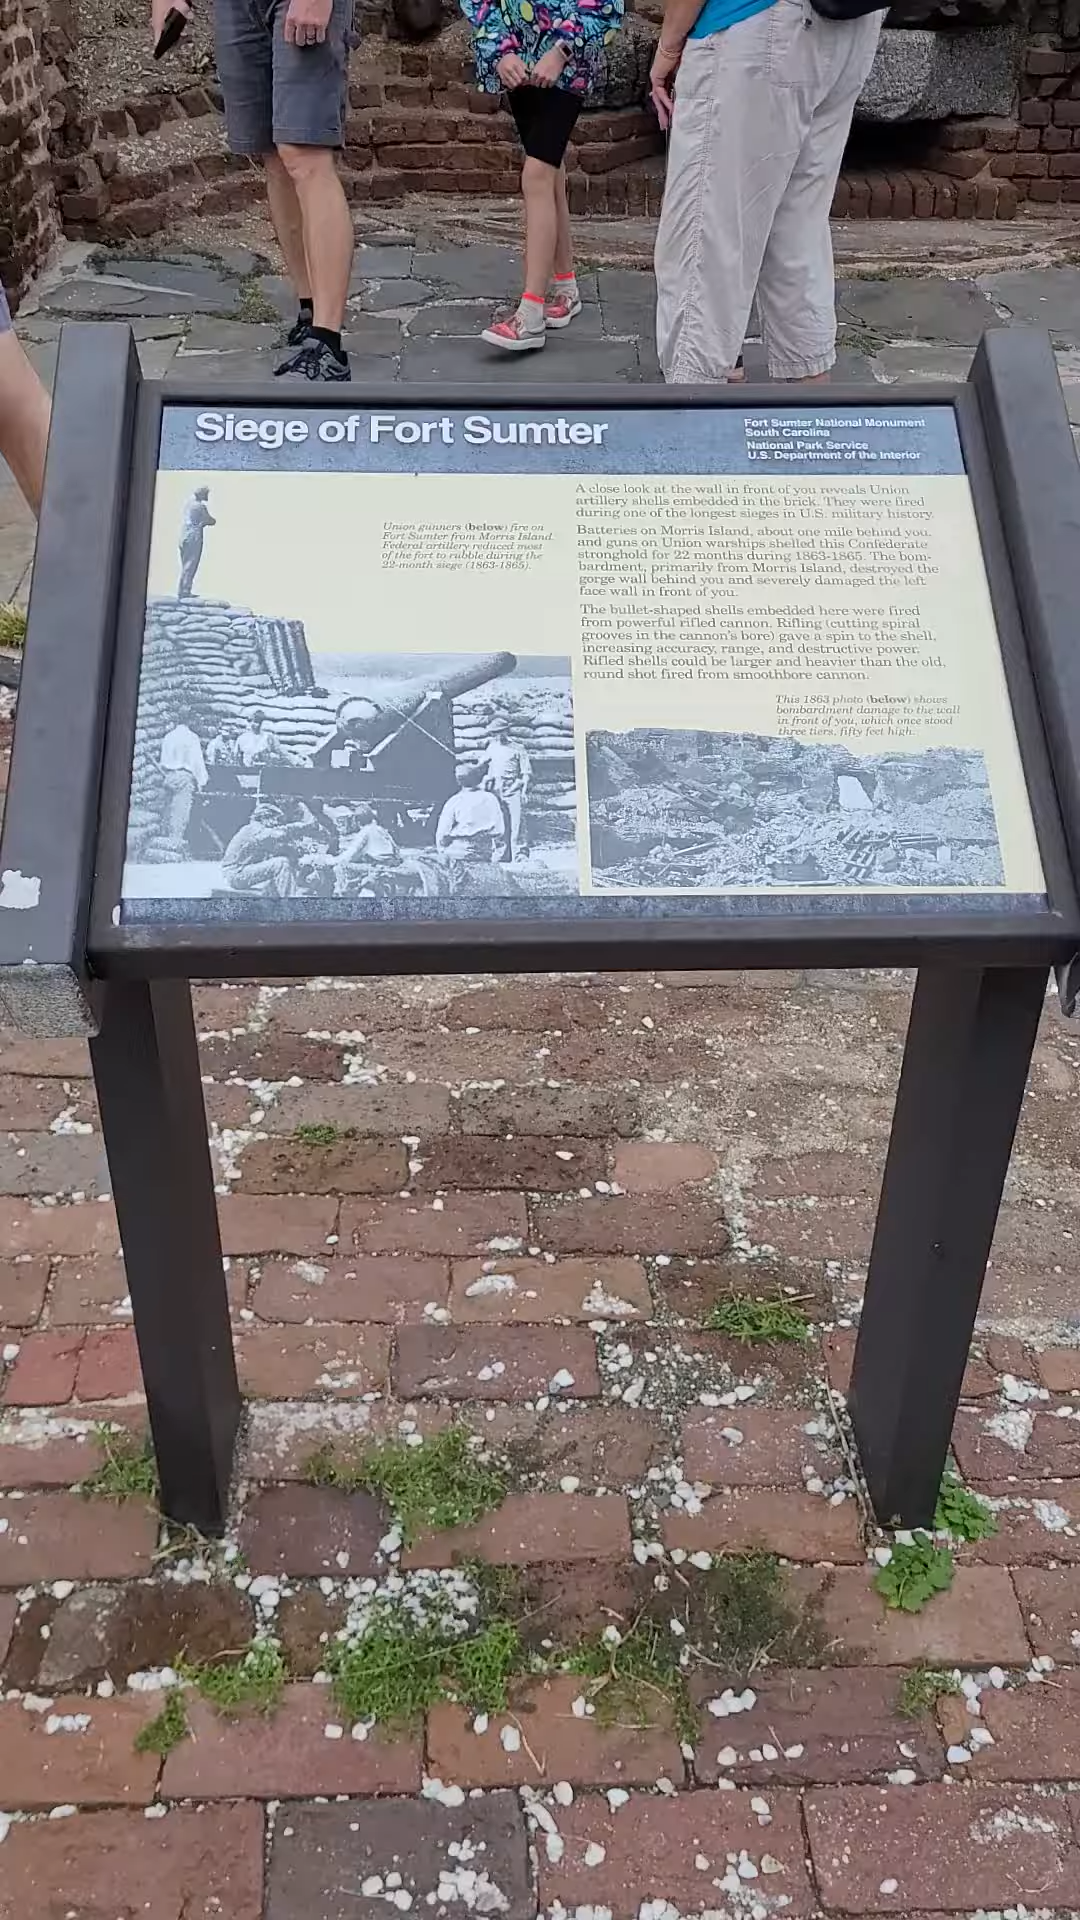 Siege of Fort Sumter
Fort Sumter National Monument
South Carolina
National Park Service
U.S. Department of the Interior
Union gunners (below) fire on
Fort Sumter from Morris Island.
Federal artillery reduced most
of the fort to rubble during the
22-month siege (1863-1865).
A close look at the wall in front of you reveals Union
artillery shells embedded in the brick. They were fired
during one of the longest sieges in U.S. military history.
Batteries on Morris Island, about one mile behind you,
and guns on Union warships shelled this Confederate
stronghold for 22 months during 1863-1865. The bom-
bardment, primarily from Morris Island, destroyed the
gorge wall behind you and severely damaged the left
face wall in front of you.
The bullet-shaped shells embedded here were fired
from powerful rifled cannon. Rifling (cutting spiral
grooves in the cannon's bore) gave a spin to the shell,
increasing accuracy, range, and destructive power.
Rifled shells could be larger and heavier than the old,
round shot fired from smoothbore cannon.
This 1863 photo (below) shows
bombardment damage to the wall
in front of you, which once stood
three tiers, fifty feet high.